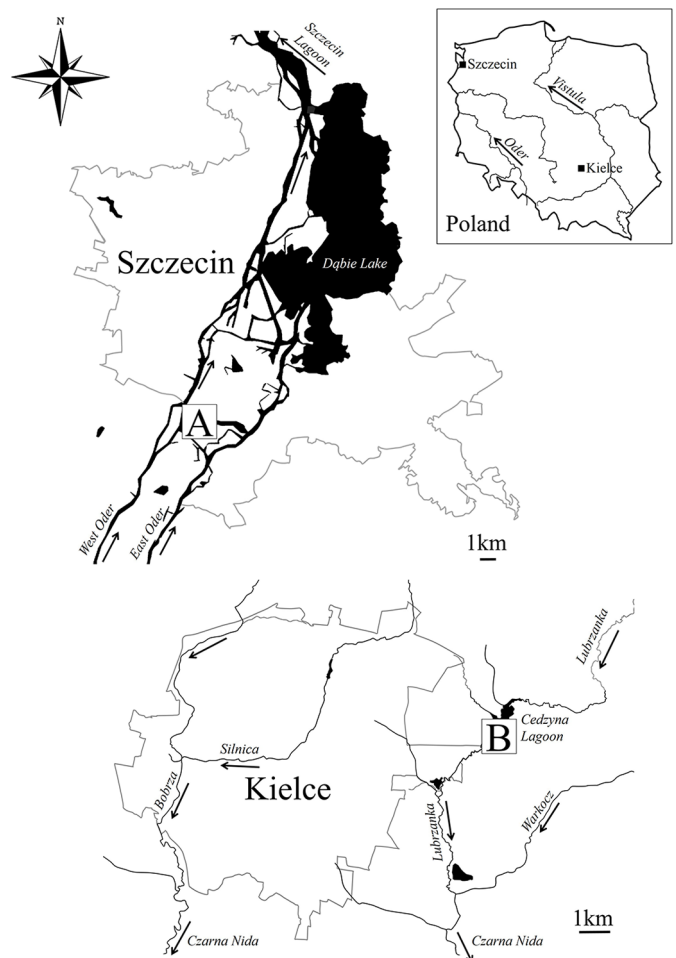 N
Szczecin
Lagoon
Szczecin
Vistula
Oder
Kielce
Poland
Szczecin
Dąbie Lake
A
West Oder
East Oder
1km
Lubrzanka
Cedzyna
Lagoon
B
Silnica
Kielce
Bobrza
Lubrzanka
Warkocz
1km
Czarna Nida
Czarna Nida